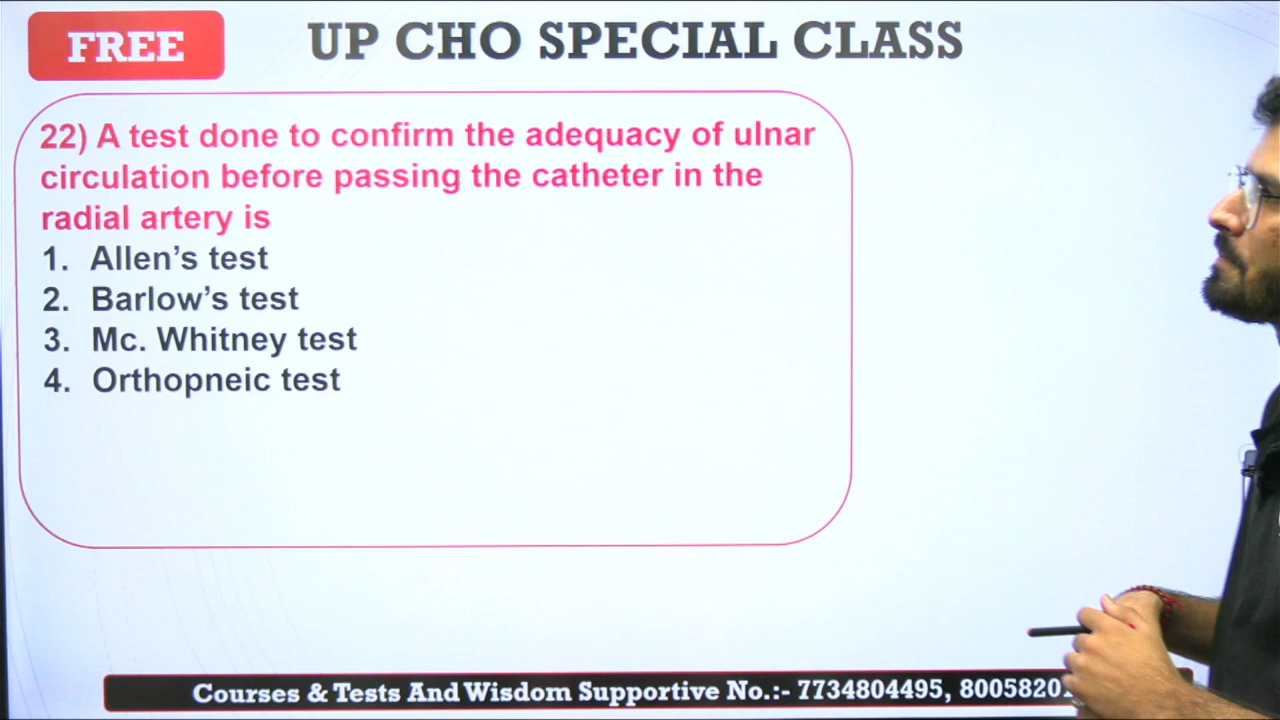 FREE
UP CHO SPECIAL CLASS
22) A test done to confirm the adequacy of ulnar
circulation before passing the catheter in the
radial artery is
1. Allen's test
2. Barlow's test
3. Mc. Whitney test
4. Orthopneic test
Courses & Tests And Wisdom Supportive No.:- 7734804495,